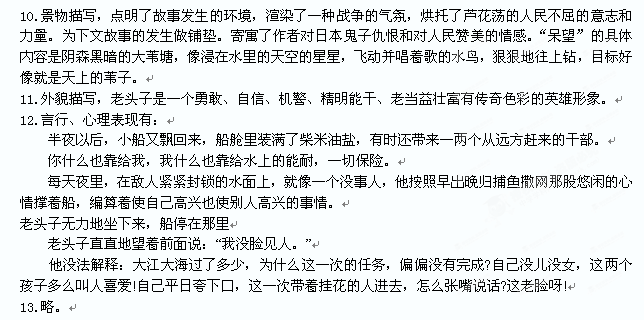 10.景物描写，点明了故事发生的环境，渲染了一种战争的气氛，烘托了芦花荡的人民不屈的意志和
力量。为下文故事的发生做铺垫。寄寓了作者对日本鬼子仇恨和对人民赞美的情感。“呆望”的具体
内容是阴森黑暗的大苇塘，像浸在水里的天空的星星，飞动并唱着歌的水鸟，狠狠地往上钻，目标好
像就是天上的苇子。
11.外貌描写，老头子是一个勇敢、自信、机警、精明能干、老当益壮富有传奇色彩的英雄形象。
12.言行、心理表现有：
半夜以后，小船又飘回来，船舱里装满了柴米油盐，有时还带来一两个从远方赶来的干部。
你什么也靠给我，我什么也靠给水上的能耐，一切保险。
每天夜里，在敌人紧紧封锁的水面上，就像一个没事人，他按照早出晚归捕鱼撒网那股悠闲的心
情撑着船，编算着使自己高兴也使别人高兴的事情。
老头子无力地坐下来，船停在那里
老头子直直地望着前面说：“我没脸见人。”
他没法解释：大江大海过了多少，为什么这一次的任务，偏偏没有完成?自己没儿没女，这两个
孩子多么叫人喜爱!自己平日夸下口，这一次带着挂花的人进去，怎么张嘴说话?这老脸呀!
13.略。